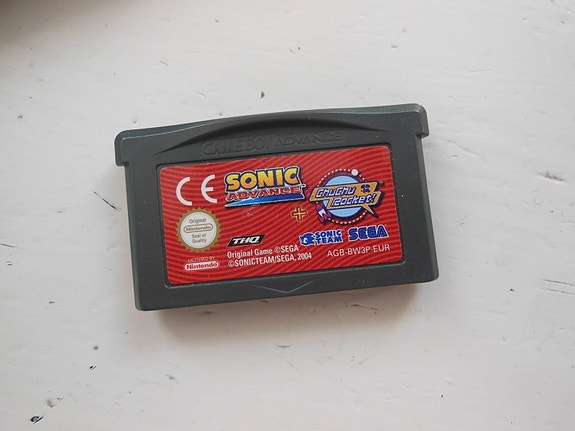 GAME BOY ADVANCE
CE
SONIC
ADVANCE™
+
ChuChu
Rocket!
Original
Nintendo
Seal of
Quality
LICENSED BY
Nintendo
THQ
Original Game ©SEGA
©SONICTEAM/SEGA, 2004
SONIC
TEAM
SEGA
AGB-BW3P-EUR